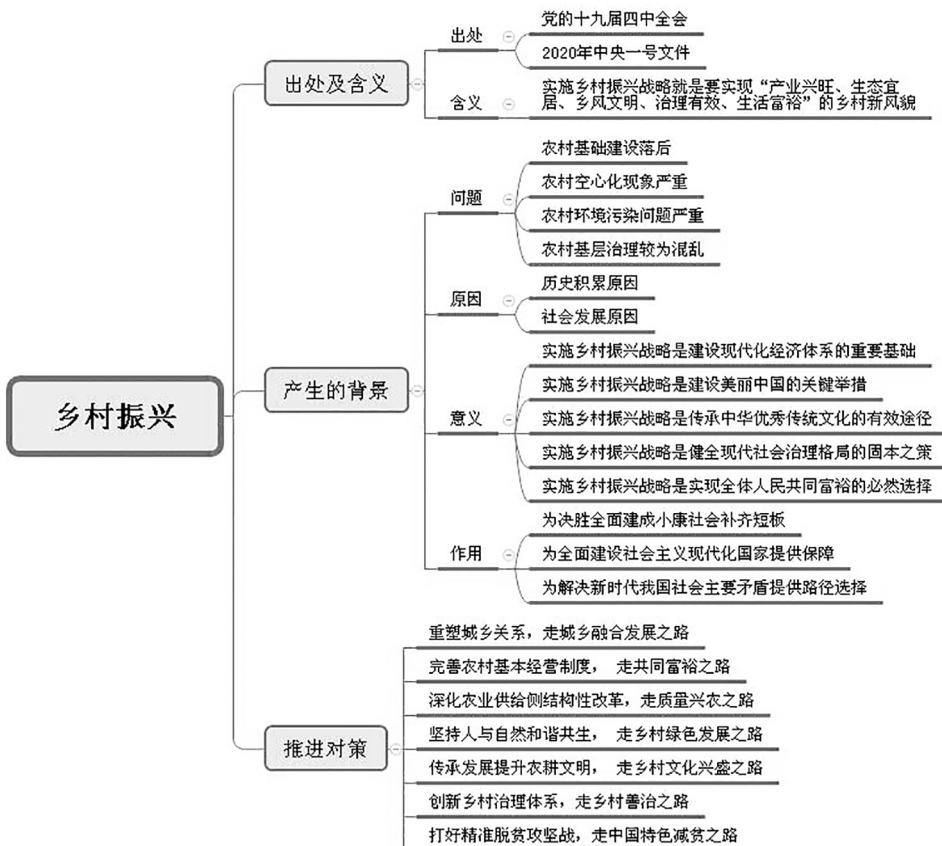 乡村振兴
出处及含义
出处
党的十九届四中全会
2020年中央一号文件
含义
实施乡村振兴战略就是要实现“产业兴旺、生态宜
居、乡风文明、治理有效、生活富裕”的乡村新风貌
产生的背景
问题
农村基础建设落后
农村空心化现象严重
农村环境污染问题严重
农村基层治理较为混乱
原因
历史积累原因
社会发展原因
意义
实施乡村振兴战略是建设现代化经济体系的重要基础
实施乡村振兴战略是建设美丽中国的关键举措
实施乡村振兴战略是传承中华优秀传统文化的有效途径
实施乡村振兴战略是健全现代社会治理格局的固本之策
实施乡村振兴战略是实现全体人民共同富裕的必然选择
作用
为决胜全面建成小康社会补齐短板
为全面建设社会主义现代化国家提供保障
为解决新时代我国社会主要矛盾提供路径选择
推进对策
重塑城乡关系，走城乡融合发展之路
完善农村基本经营制度， 走共同富裕之路
深化农业供给侧结构性改革，走质量兴农之路
坚持人与自然和谐共生， 走乡村绿色发展之路
传承发展提升农耕文明， 走乡村文化兴盛之路
创新乡村治理体系，走乡村善治之路
打好精准脱贫攻坚战，走中国特色减贫之路